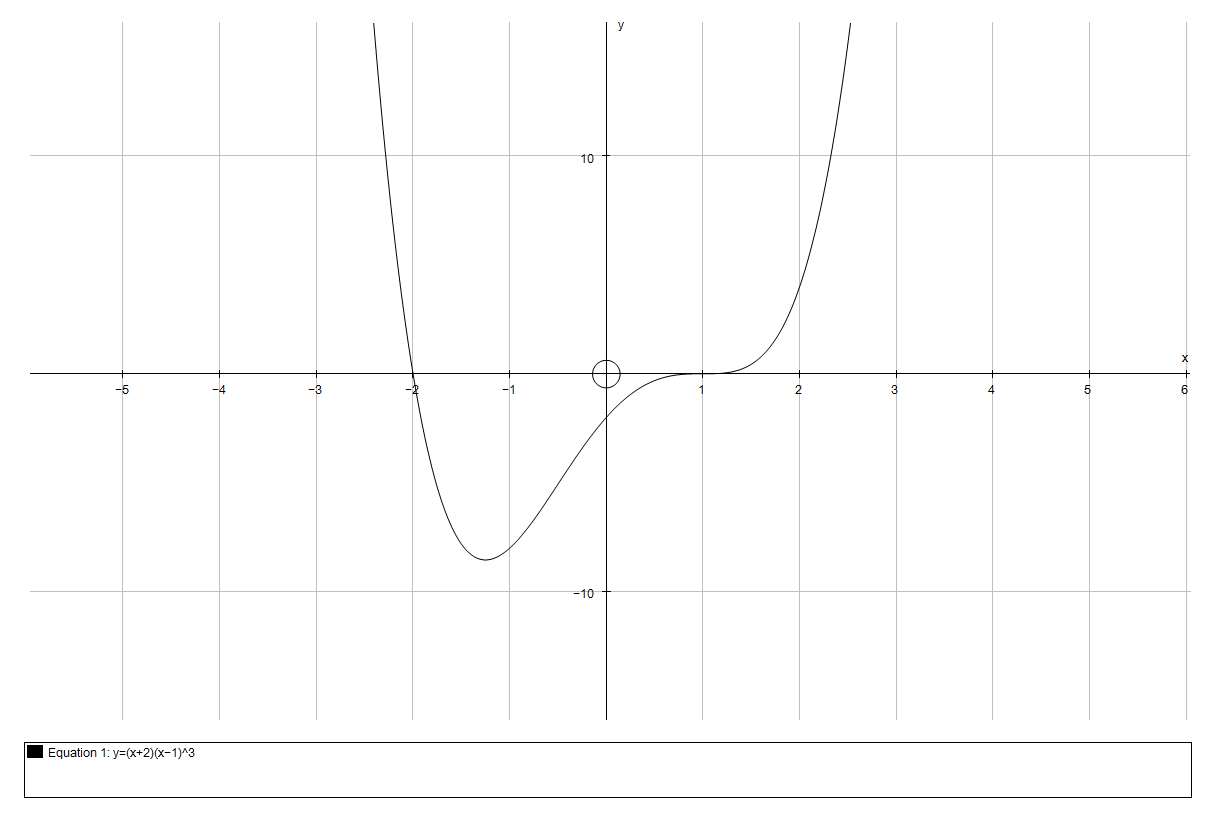 y
10
x
−5 −4 −3 −2 −1 1 2 3 4 5 6
−10
Equation 1: y=(x+2)(x−1)^3